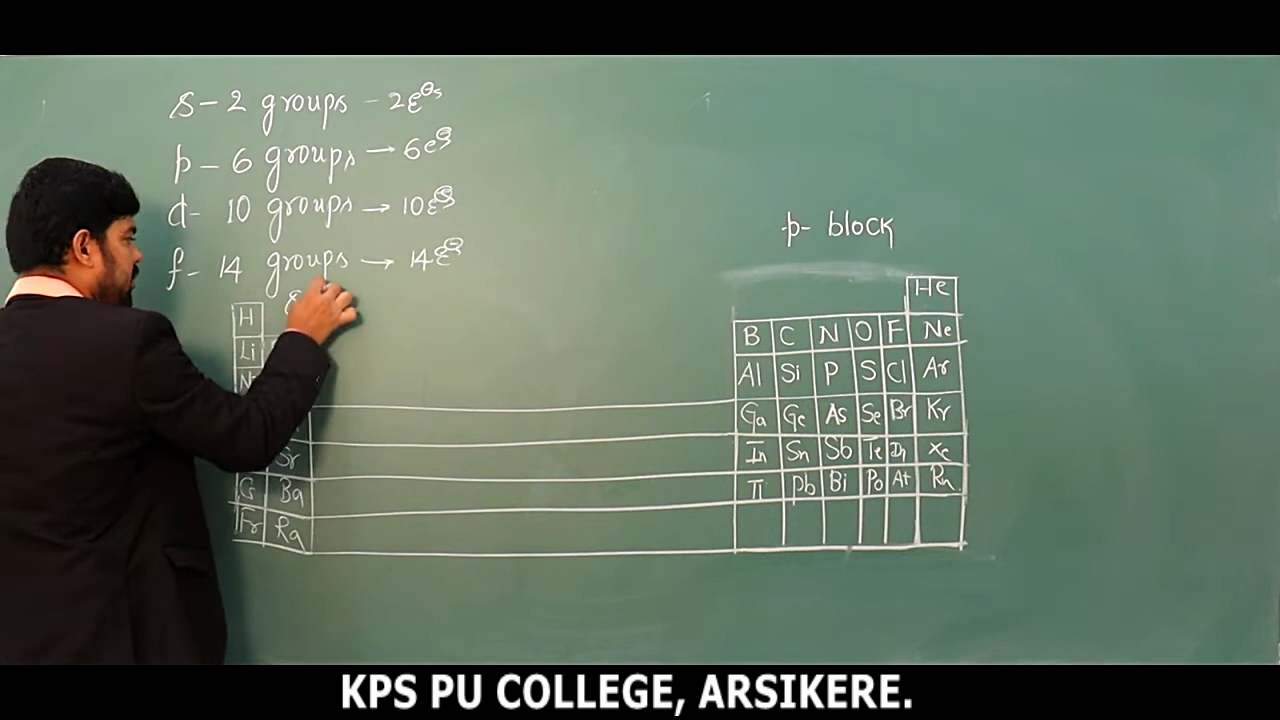 s - 2 groups - 2e⊖s
p - 6 groups → 6e⊖s
d - 10 groups → 10e⊖s
f - 14 groups → 14e⊖s
p- block
H He
Li B C N O F Ne
Al Si P S Cl Ar
Ga Ge As Se Br Kr
Sr In Sn Sb Te Xe
Cs Ba Tl Pb Bi Po At Rn
Fr Ra
KPS PU COLLEGE, ARSIKERE.